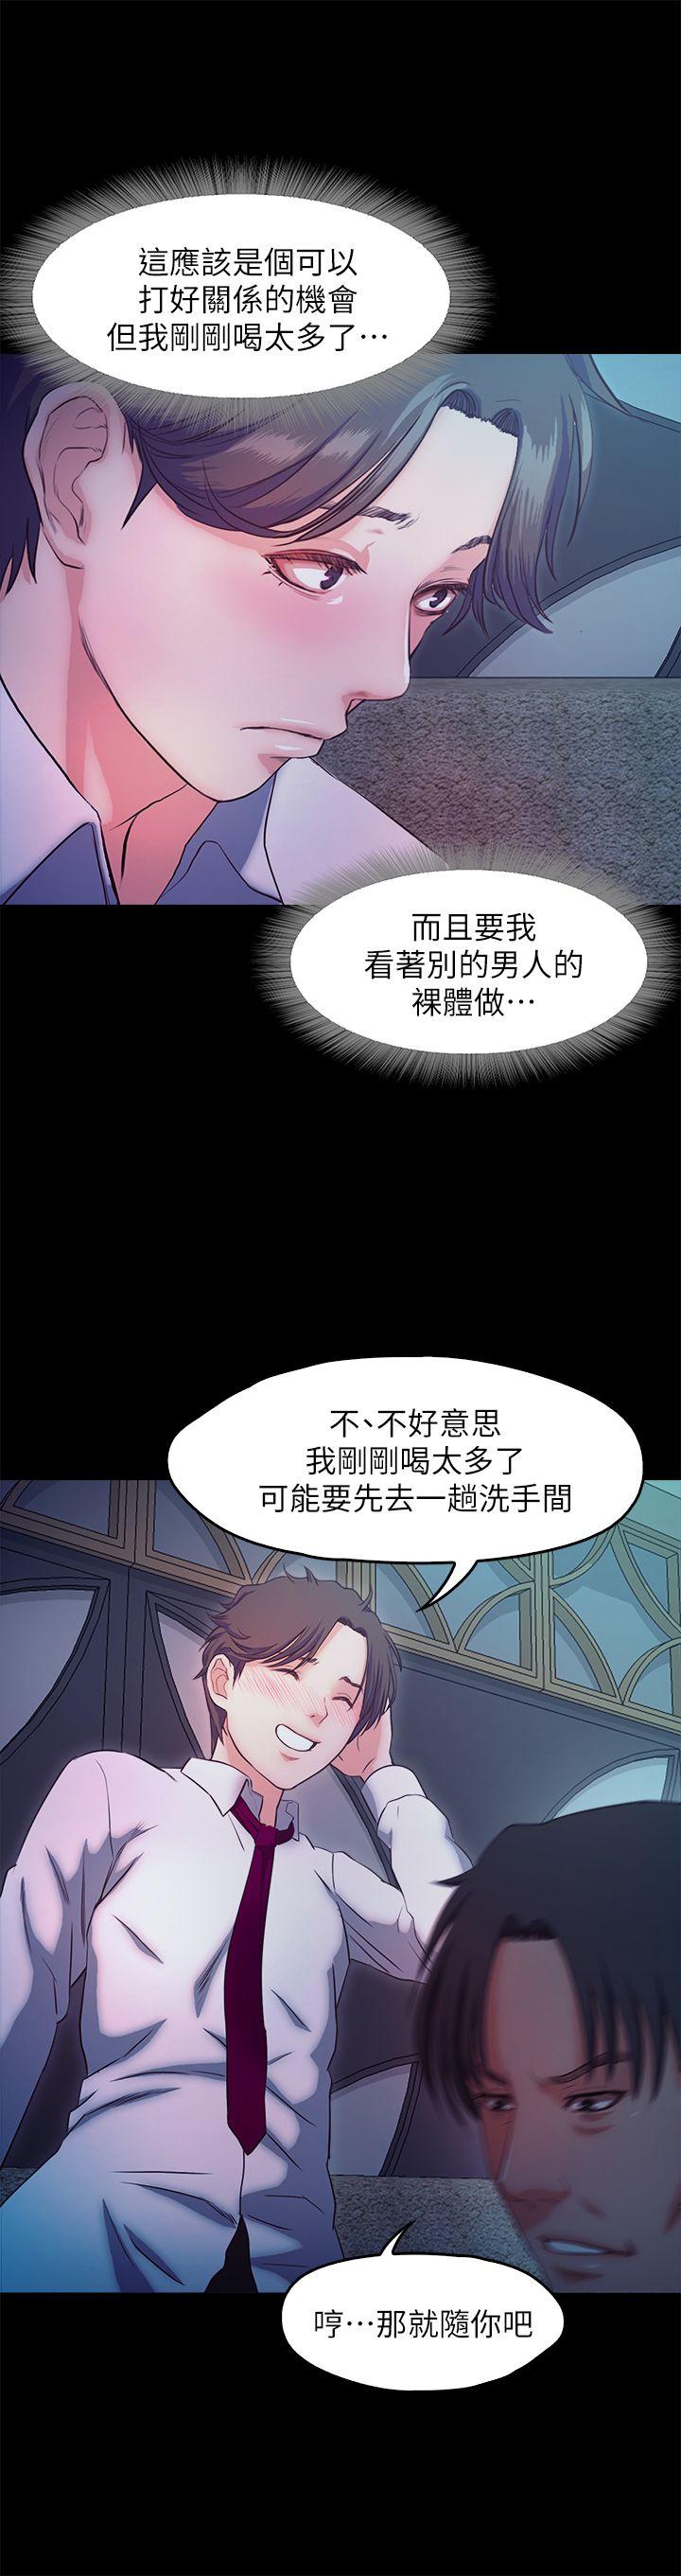 這應該是個可以
打好關係的機會
但我剛剛喝太多了…
而且要我
看著別的男人的
裸體做…
不、不好意思
我剛剛喝太多了
可能要先去一趟洗手間
哼…那就隨你吧